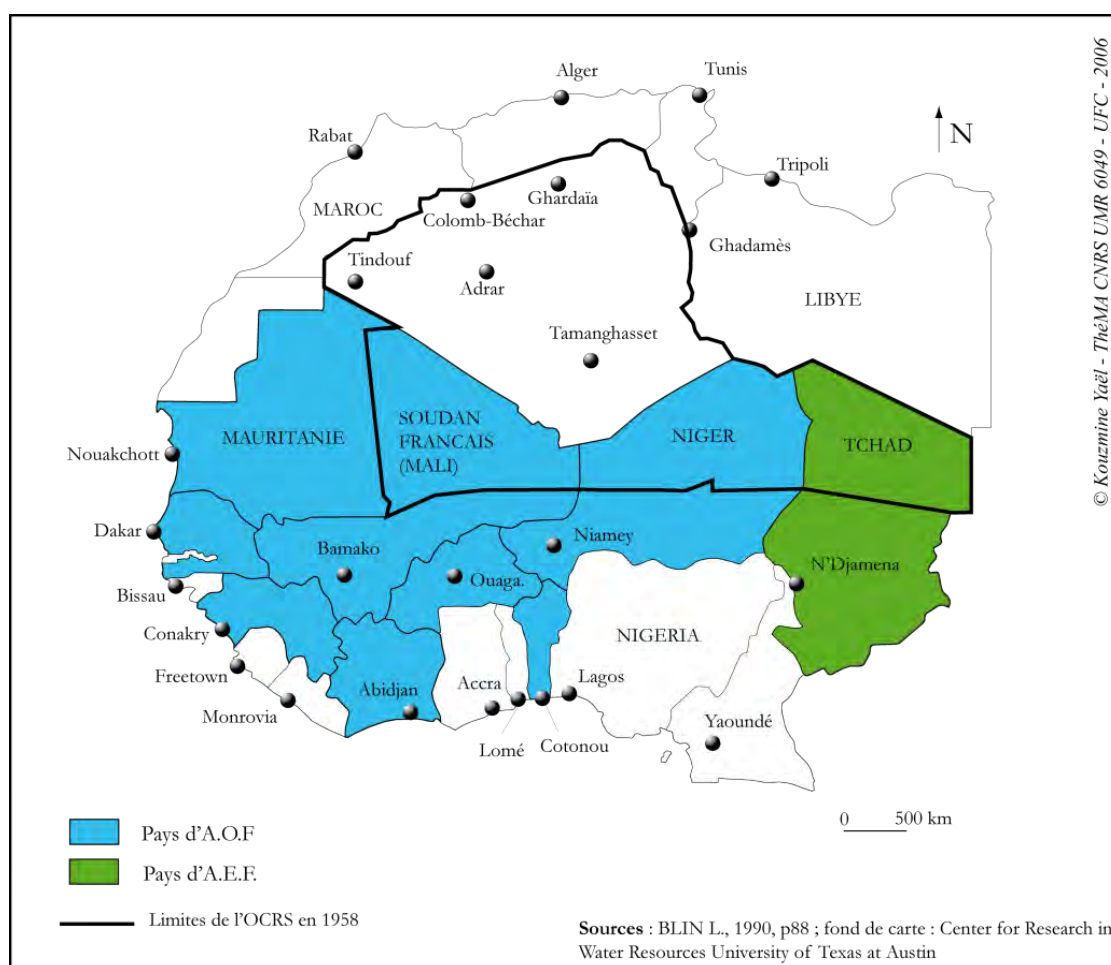 Alger
Tunis
Rabat
N
Tripoli
Ghardaïa
MAROC
Colomb-Béchar
Ghadamès
Tindouf
Adrar
LIBYE
Tamanghasset
SOUDAN
FRANCAIS
(MALI)
MAURITANIE
NIGER
TCHAD
Nouakchott
Dakar
Bamako
Niamey
Ouaga.
N'Djamena
Bissau
Conakry
NIGERIA
Freetown
Abidjan
Accra
Lagos
Monrovia
Lomé
Cotonou
Yaoundé
0 500 km
Pays d'A.O.F
Pays d'A.E.F.
Limites de l'OCRS en 1958
Sources : BLIN L., 1990, p88 ; fond de carte : Center for Research in
Water Resources University of Texas at Austin
© Kouzmine Yaël - ThéMA CNRS UMR 6049 - UFC - 2006